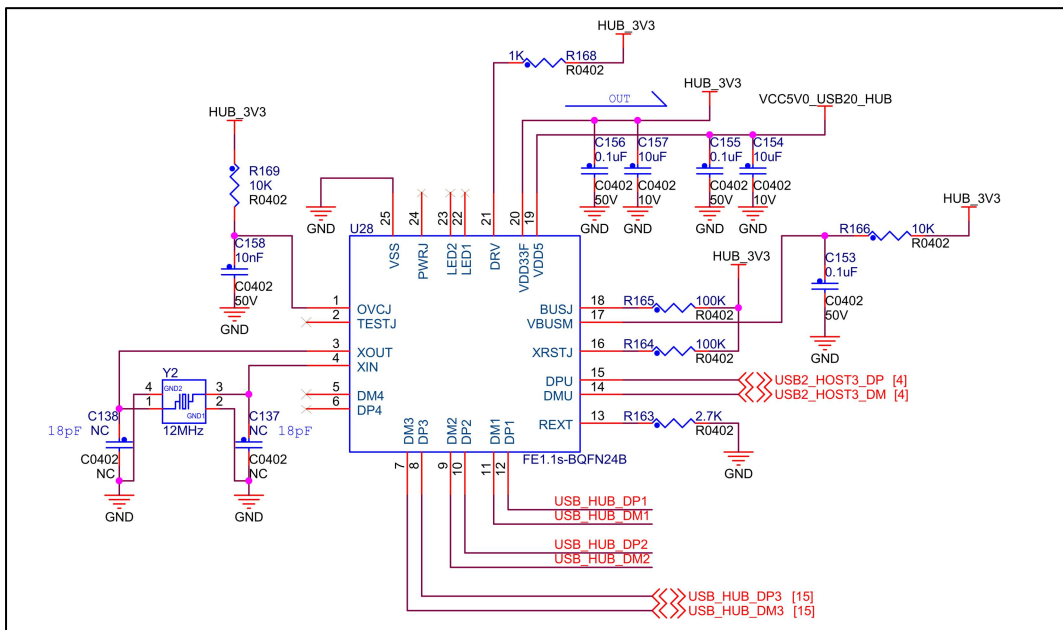 HUB_3V3
1K R168
R0402
HUB_3V3
OUT
HUB_3V3
VCC5V0_USB20_HUB
C156
0.1uF
C0402
50V
GND
C157
10uF
C0402
10V
GND
C155
0.1uF
C0402
50V
GND
C154
10uF
C0402
10V
GND
R169
10K
R0402
C158
10nF
C0402
50V
GND
GND
HUB_3V3
R166 10K
R0402
C153
0.1uF
C0402
50V
GND
U28
25 VSS
24 PWRJ
23 LED2
22 LED1
21 DRV
20 VDD33F
19 VDD5
1 OVCJ
2 TESTJ
3 XOUT
4 XIN
5 DM4
6 DP4
18 BUSJ
17 VBUSM
16 XRSTJ
15 DPU
14 DMU
13 REXT
7 DM3
8 DP3
9 DM2
10 DP2
11 DM1
12 DP1
FE1.1s-BQFN24B
HUB_3V3
R165 100K
R0402
R164 100K
R0402
USB2_HOST3_DP [4]
USB2_HOST3_DM [4]
R163 2.7K
R0402
GND
Y2
4 GND2 3
1 GND1 2
12MHz
C138
18pF NC
C0402
NC
GND
C137
NC 18pF
C0402
NC
GND
USB_HUB_DP1
USB_HUB_DM1
USB_HUB_DP2
USB_HUB_DM2
USB_HUB_DP3 [15]
USB_HUB_DM3 [15]